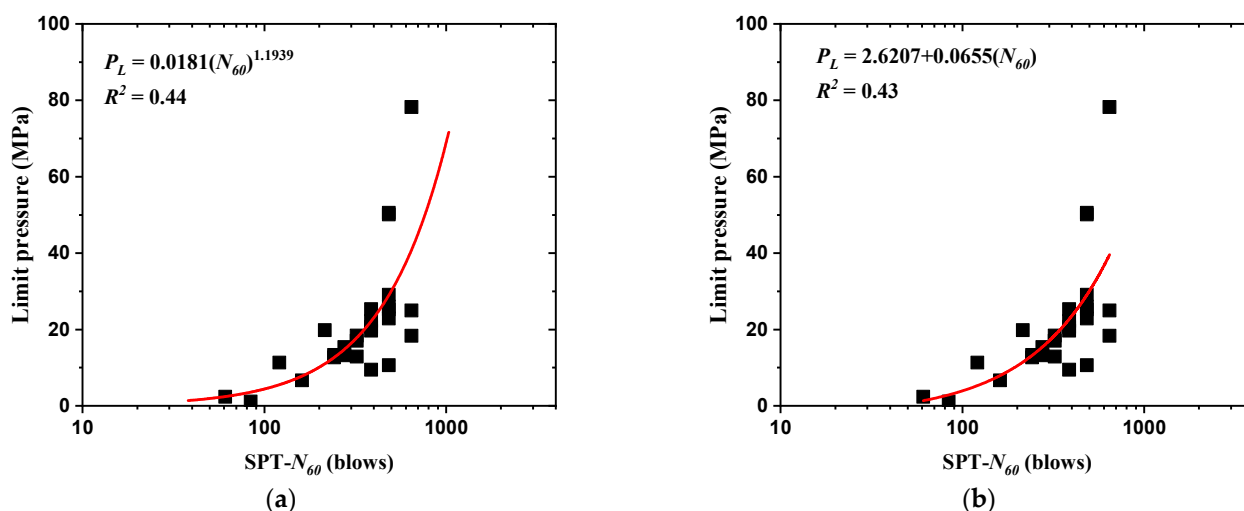 100
80
60
40
20
0
Limit pressure (MPa)
P_L = 0.0181(N_60)^1.1939
R^2 = 0.44
10
100
1000
SPT-N_60 (blows)
(a)
100
80
60
40
20
0
Limit pressure (MPa)
P_L = 2.6207+0.0655(N_60)
R^2 = 0.43
10
100
1000
SPT-N_60 (blows)
(b)